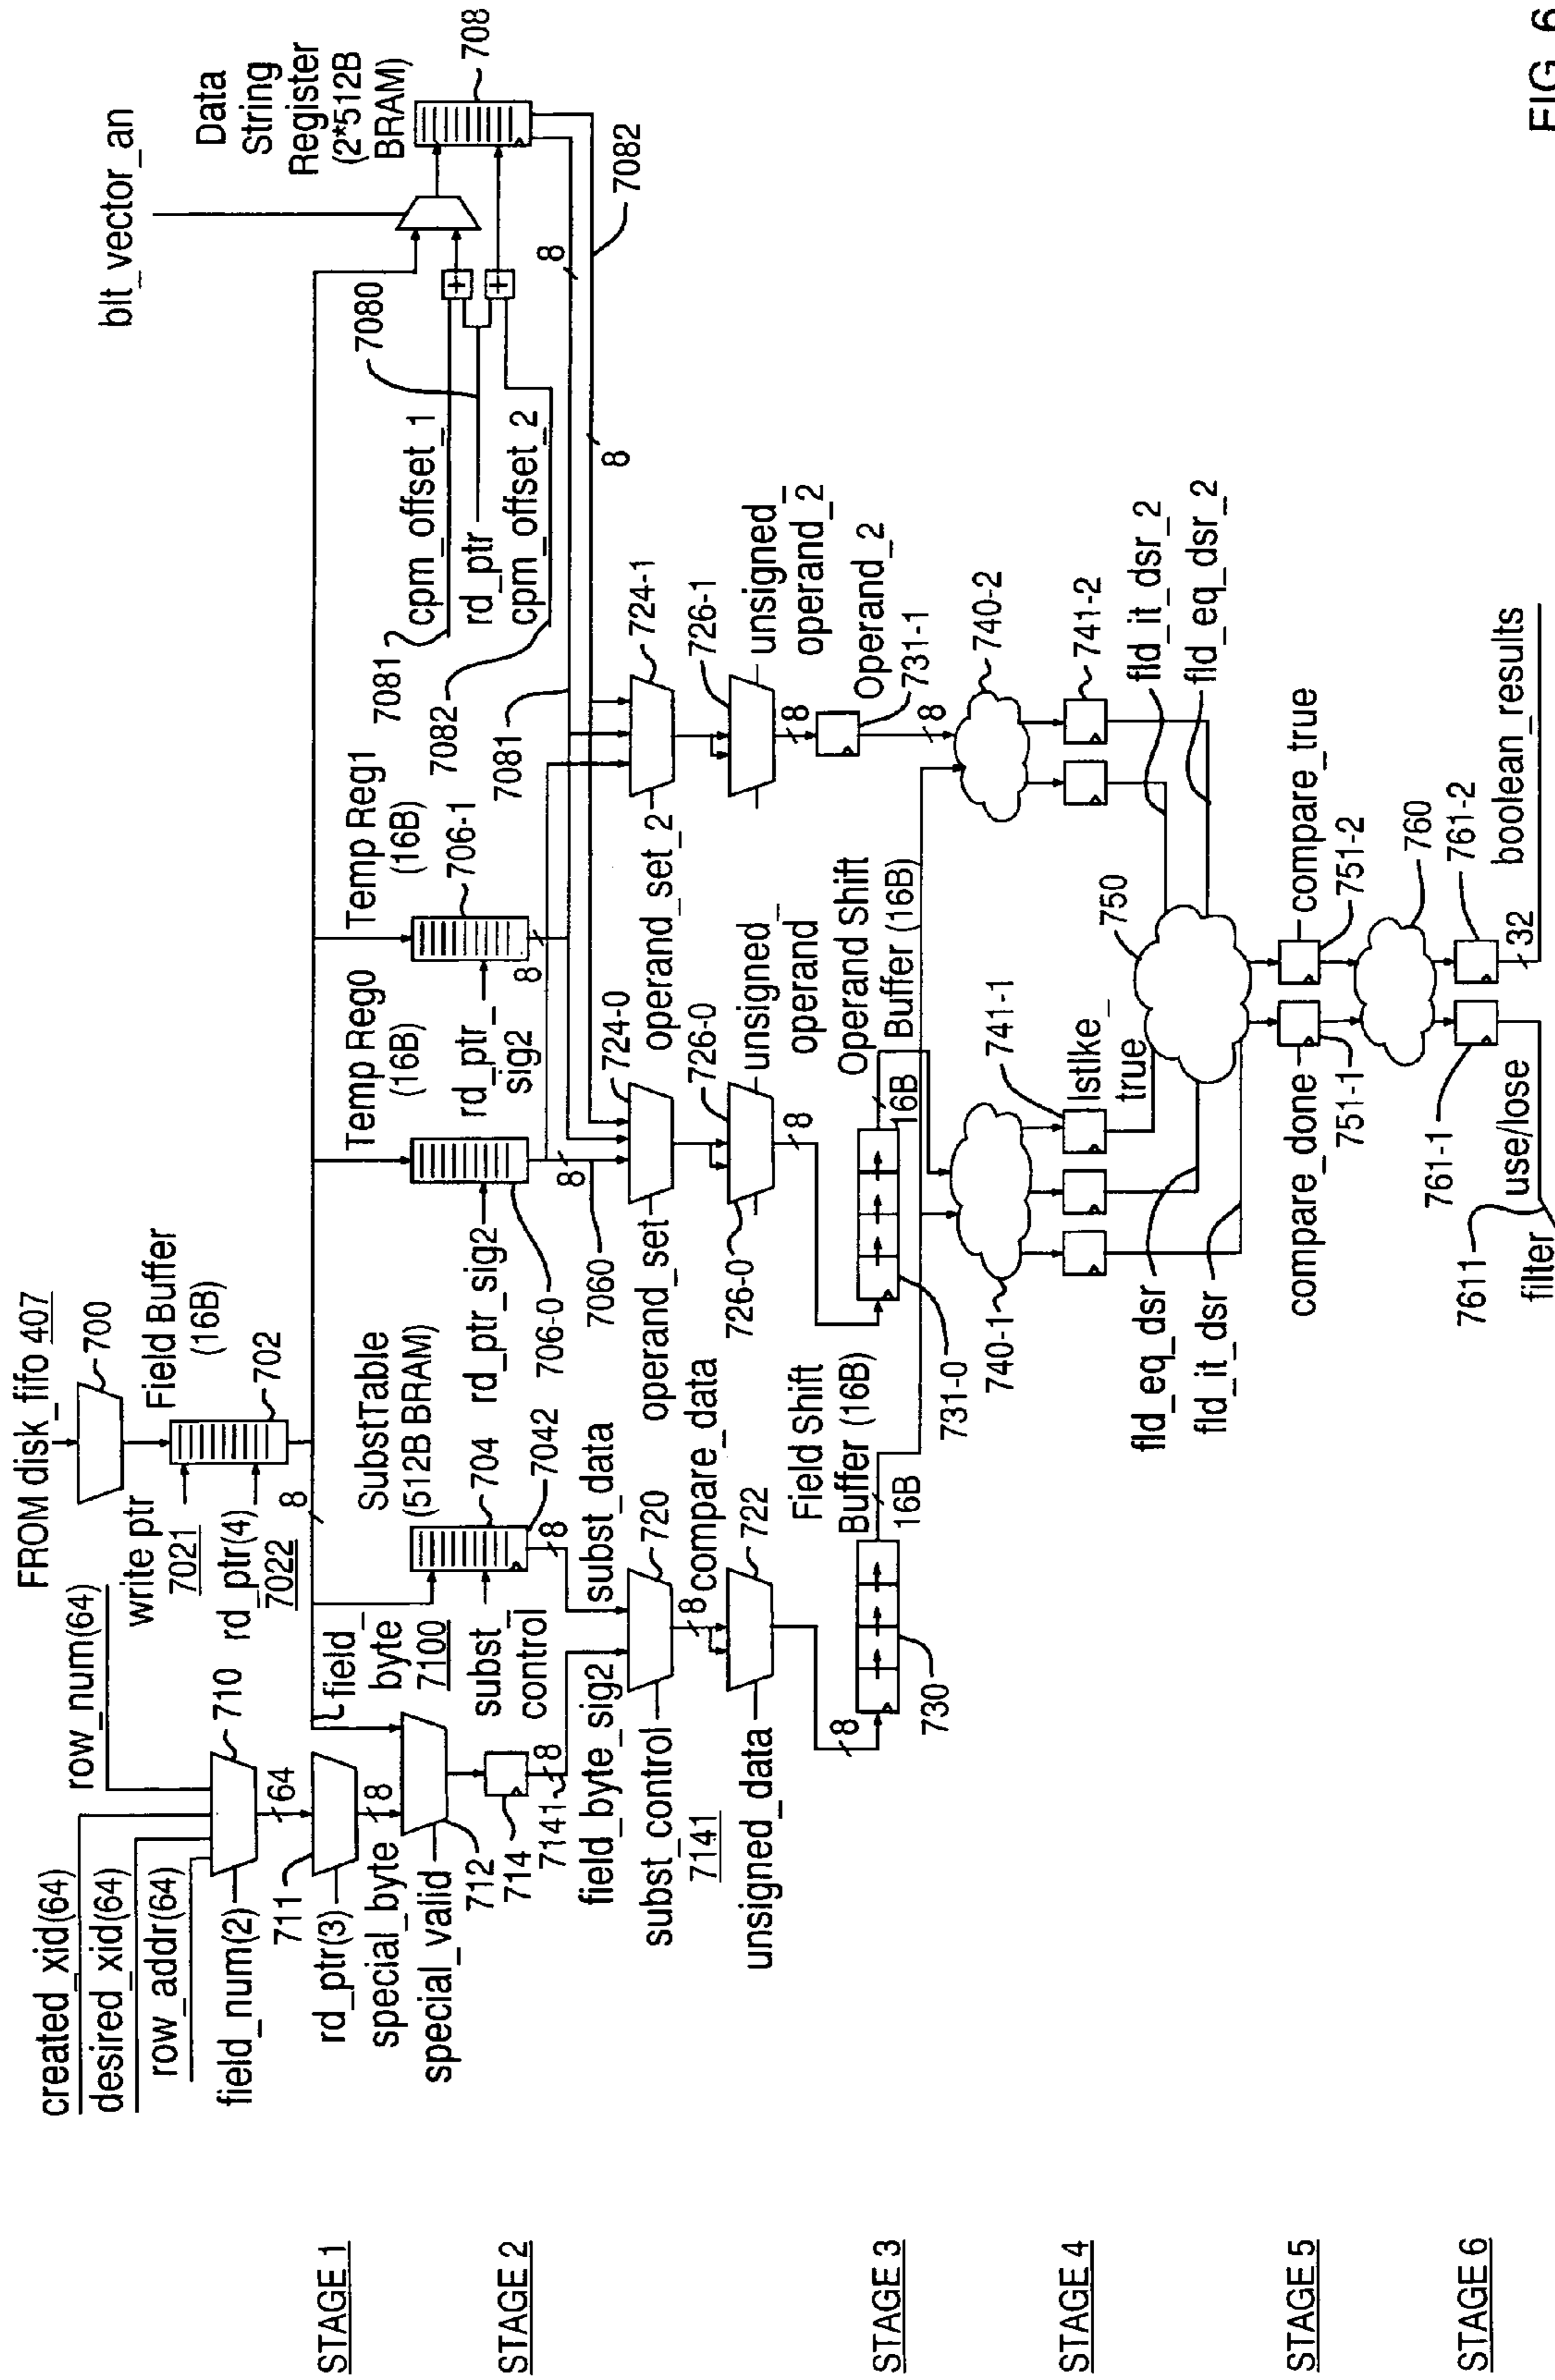 FROM disk_fifo 407
700
Field Buffer
(16B)
write ptr
7021
rd_ptr(4)
7022
702
8
created_xid(64)
desired_xid(64)
row_addr(64)
row_num(64)
field_num(2)
710
64
711
rd_ptr(3)
8
special_byte
special_valid
712
714
7141
8
field_byte
7100
SubstTable
(512B BRAM)
704
7042
subst_
control
8
subst_data
Temp Reg0
(16B)
rd_ptr_sig2
706-0
8
7060
Temp Reg1
(16B)
706-1
rd_ptr_
sig2
8
blt_vector_an
Data
String
Register
(2*512B
BRAM)
708
7080
+
+
7081
cpm_offset_1
rd_ptr
cpm_offset_2
7082
7081
8
8
7082
STAGE 1
STAGE 2
field_byte_sig2
subst_control
7141
720
8
compare_data
722
unsigned_data
8
operand_set
724-0
726-0
726-0
unsigned_
operand
8
operand_set_2
724-1
726-1
unsigned_
operand_2
8
Operand_2
731-1
8
STAGE 3
Field Shift
Buffer (16B)
730
16B
Operand Shift
Buffer (16B)
731-0
16B
STAGE 4
740-1
741-1
lstlke_
true
740-2
741-2
fld_it_dsr_2
fld_eq_dsr_2
fld_eq_dsr
fld_it_dsr
750
STAGE 5
compare_done
751-1
compare_true
751-2
760
STAGE 6
761-1
761-2
7611
use/lose
filter
32
boolean_results
FIG. 6